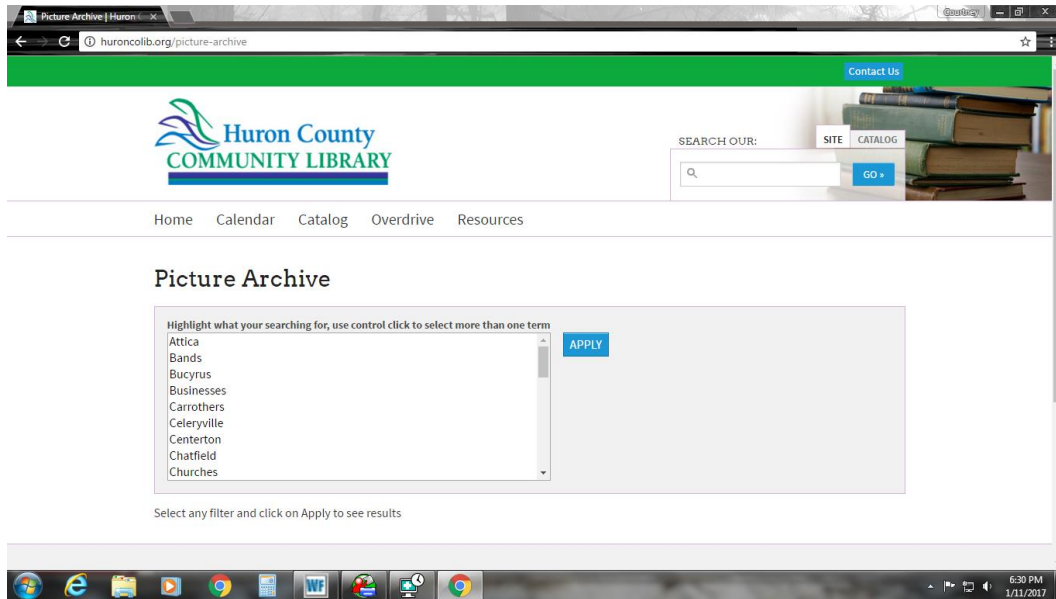 Picture Archive | Huron C
Courtney
huroncolib.org/picture-archive
Contact Us
Huron County
COMMUNITY LIBRARY
SEARCH OUR:
SITE CATALOG
GO »
Home Calendar Catalog Overdrive Resources
Picture Archive
Highlight what your searching for, use control click to select more than one term
Attica
APPLY
Bands
Bucyrus
Businesses
Carrothers
Celeryville
Centerton
Chatfield
Churches
Select any filter and click on Apply to see results
WF
6:30 PM
1/11/2017